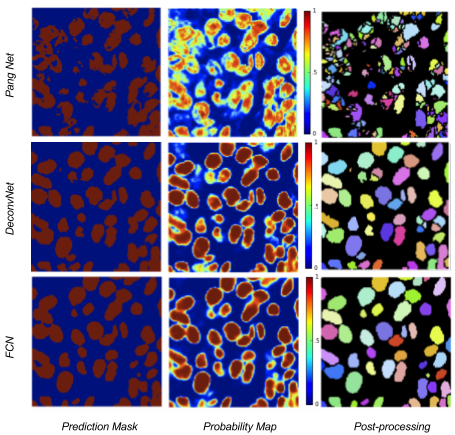 Pang Net
1
.5
0
DeconvNet
1
.5
0
FCN
1
.5
0
Prediction Mask
Probability Map
Post-processing